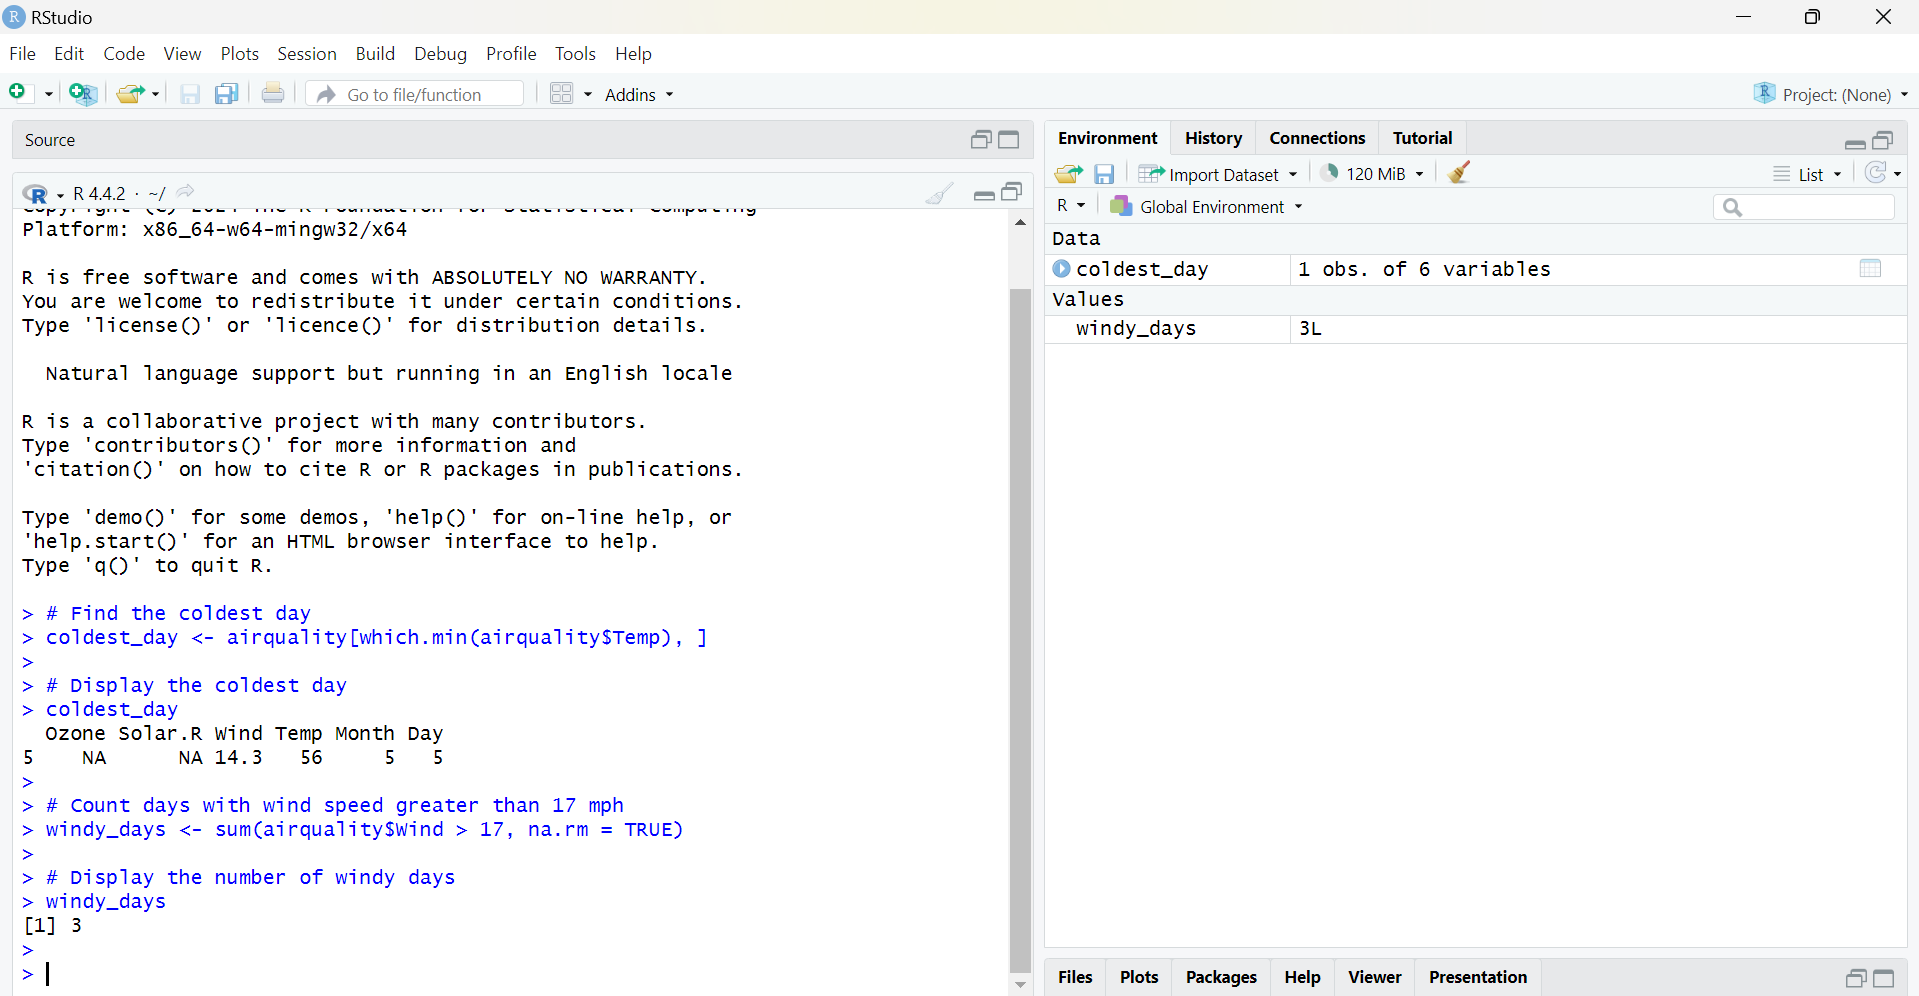 RStudio
File Edit Code View Plots Session Build Debug Profile Tools Help
Go to file/function Addins Project: (None)
Source
R 4.4.2 · ~/
Platform: x86_64-w64-mingw32/x64
R is free software and comes with ABSOLUTELY NO WARRANTY.
You are welcome to redistribute it under certain conditions.
Type 'license()' or 'licence()' for distribution details.
Natural language support but running in an English locale
R is a collaborative project with many contributors.
Type 'contributors()' for more information and
'citation()' on how to cite R or R packages in publications.
Type 'demo()' for some demos, 'help()' for on-line help, or
'help.start()' for an HTML browser interface to help.
Type 'q()' to quit R.
> # Find the coldest day
> coldest_day <- airquality[which.min(airquality$Temp), ]
>
> # Display the coldest day
> coldest_day
Ozone Solar.R Wind Temp Month Day
5 NA NA 14.3 56 5 5
>
> # Count days with wind speed greater than 17 mph
> windy_days <- sum(airquality$Wind > 17, na.rm = TRUE)
>
> # Display the number of windy days
> windy_days
[1] 3
>
>
Environment History Connections Tutorial
Import Dataset 120 MiB List
R Global Environment
Data
coldest_day 1 obs. of 6 variables
Values
windy_days 3L
Files Plots Packages Help Viewer Presentation